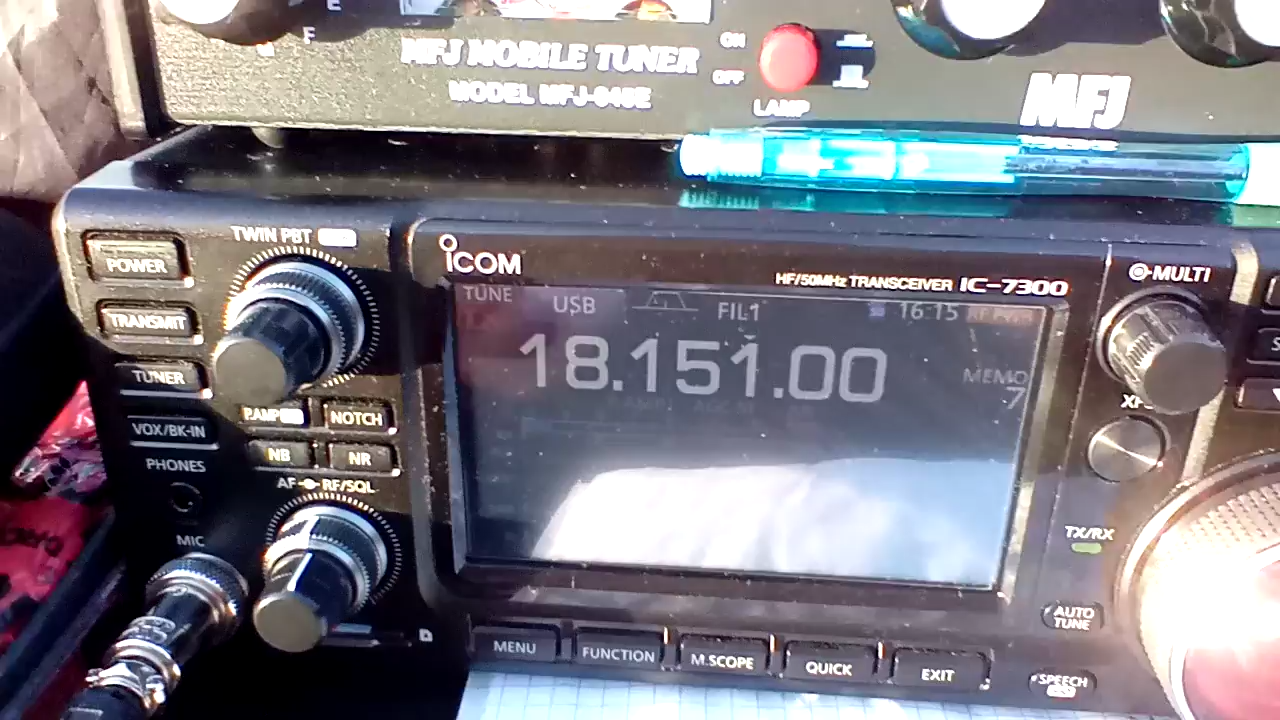 E
F
MFJ MOBILE TUNER
MODEL MFJ-945E
ON
OFF
LAMP
MFJ
TWIN PBT
POWER
TRANSMIT
TUNER
VOX/BK-IN
P.AMP
NOTCH
NB
NR
PHONES
AF RF/SQL
MIC
ICOM
HF/50MHz TRANSCEIVER IC-7300
TUNE
USB
FIL1
16:15
18.151.00
MEMO
7
MULTI
TX/RX
AUTO
TUNE
SPEECH
MENU
FUNCTION
M.SCOPE
QUICK
EXIT